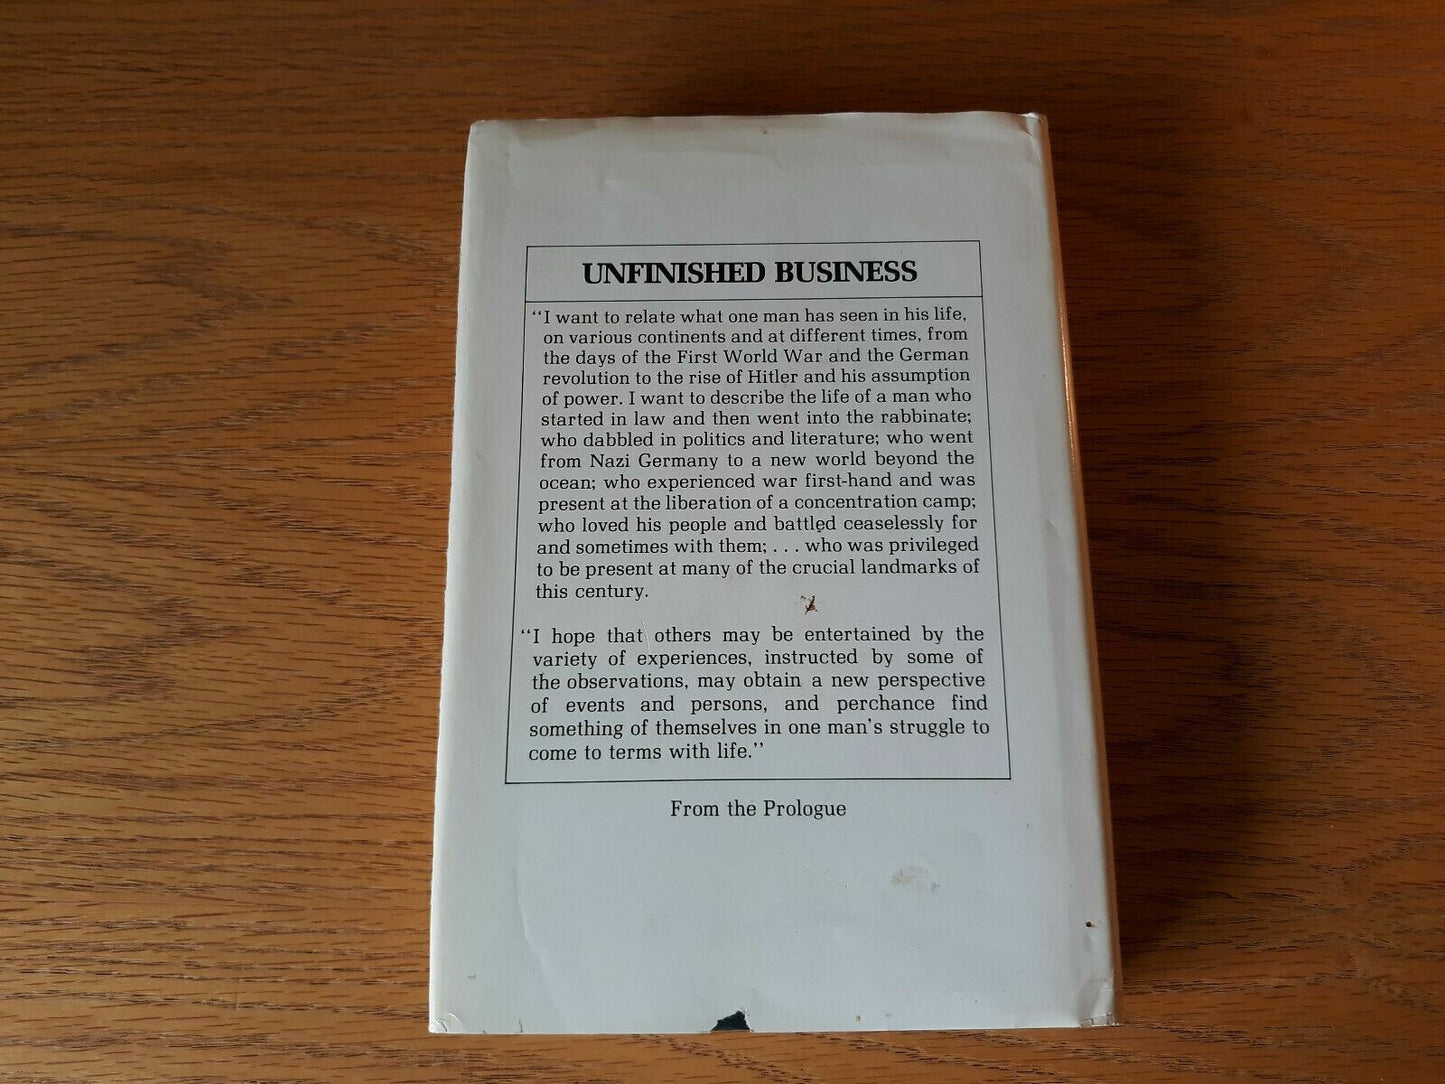 UNFINISHED BUSINESS
“I want to relate what one man has seen in his life,
on various continents and at different times, from
the days of the First World War and the German
revolution to the rise of Hitler and his assumption
of power. I want to describe the life of a man who
started in law and then went into the rabbinate;
who dabbled in politics and literature; who went
from Nazi Germany to a new world beyond the
ocean; who experienced war first-hand and was
present at the liberation of a concentration camp;
who loved his people and battled ceaselessly for
and sometimes with them; . . . who was privileged
to be present at many of the crucial landmarks of
this century.
“I hope that others may be entertained by the
variety of experiences, instructed by some of
the observations, may obtain a new perspective
of events and persons, and perchance find
something of themselves in one man's struggle to
come to terms with life.”
From the Prologue